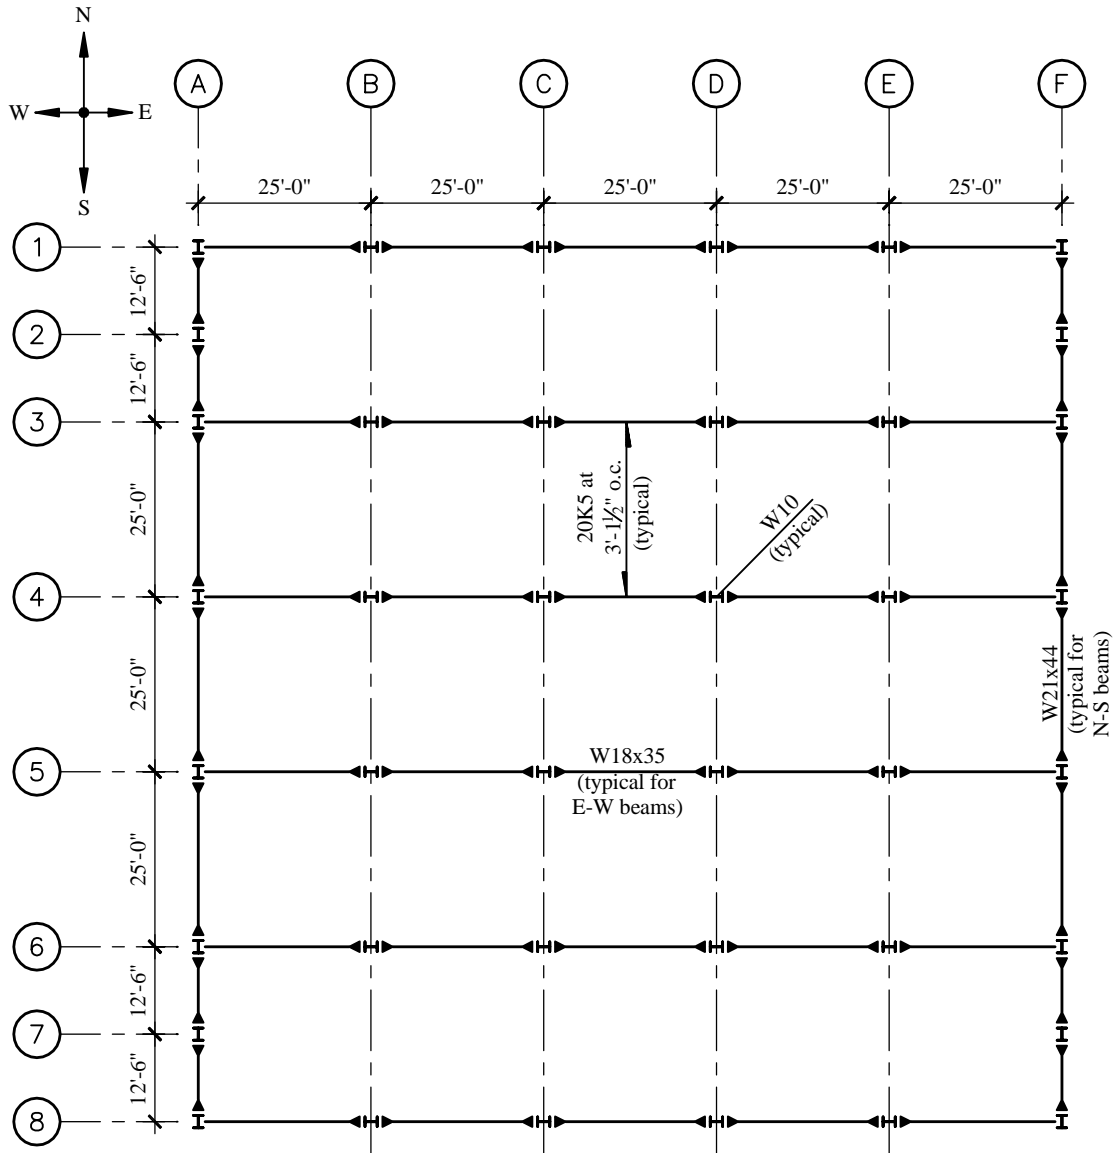 N
W E
S
A B C D E F
25'-0" 25'-0" 25'-0" 25'-0" 25'-0"
1
12'-6"
2
12'-6"
3
20K5 at
3'-1½" o.c.
(typical)
W10
(typical)
25'-0"
4
25'-0"
W21x44
(typical for
N-S beams)
5
W18x35
(typical for
E-W beams)
25'-0"
6
12'-6"
7
12'-6"
8